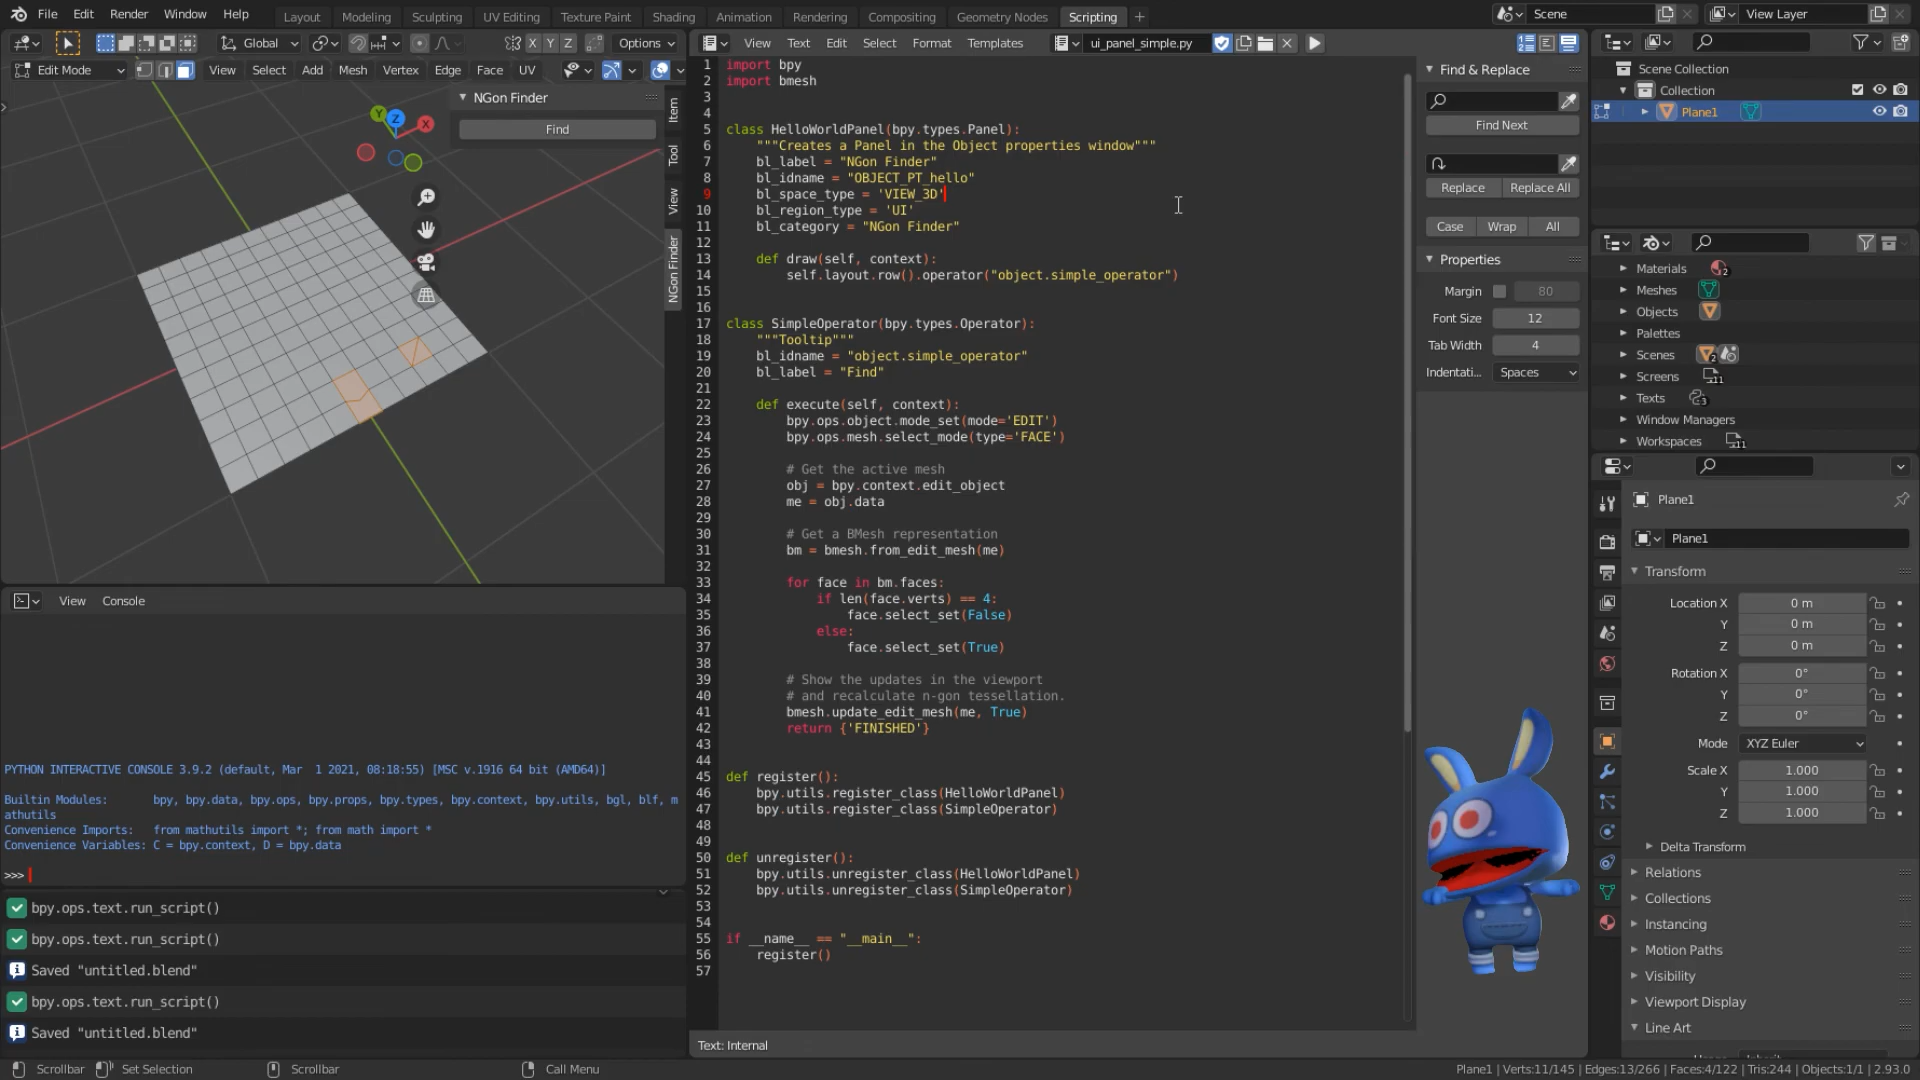 File Edit Render Window Help
Layout Modeling Sculpting UV Editing Texture Paint Shading Animation Rendering Compositing Geometry Nodes Scripting +
Scene
View Layer
Global
X Y Z
Options
View Text Edit Select Format Templates
ui_panel_simple.py
Edit Mode
View Select Add Mesh Vertex Edge Face UV
NGon Finder
Find
Y Z X
Item
Tool
View
NGon Finder
1 import bpy
2 import bmesh
3
4
5 class HelloWorldPanel(bpy.types.Panel):
6 """Creates a Panel in the Object properties window"""
7 bl_label = "NGon Finder"
8 bl_idname = "OBJECT_PT_hello"
9 bl_space_type = 'VIEW_3D'
10 bl_region_type = 'UI'
11 bl_category = "NGon Finder"
12
13 def draw(self, context):
14 self.layout.row().operator("object.simple_operator")
15
16
17 class SimpleOperator(bpy.types.Operator):
18 """Tooltip"""
19 bl_idname = "object.simple_operator"
20 bl_label = "Find"
21
22 def execute(self, context):
23 bpy.ops.object.mode_set(mode='EDIT')
24 bpy.ops.mesh.select_mode(type='FACE')
25
26 # Get the active mesh
27 obj = bpy.context.edit_object
28 me = obj.data
29
30 # Get a BMesh representation
31 bm = bmesh.from_edit_mesh(me)
32
33 for face in bm.faces:
34 if len(face.verts) == 4:
35 face.select_set(False)
36 else:
37 face.select_set(True)
38
39 # Show the updates in the viewport
40 # and recalculate n-gon tessellation.
41 bmesh.update_edit_mesh(me, True)
42 return {'FINISHED'}
43
44
45 def register():
46 bpy.utils.register_class(HelloWorldPanel)
47 bpy.utils.register_class(SimpleOperator)
48
49
50 def unregister():
51 bpy.utils.unregister_class(HelloWorldPanel)
52 bpy.utils.unregister_class(SimpleOperator)
53
54
55 if __name__ == "__main__":
56 register()
57
Text: Internal
Find & Replace
Find Next
Replace Replace All
Case Wrap All
Properties
Margin 80
Font Size 12
Tab Width 4
Indentati... Spaces
Scene Collection
Collection
Plane1
Materials 2
Meshes
Objects
Palettes
Scenes 2
Screens 11
Texts 3
Window Managers
Workspaces 11
Plane1
Plane1
Transform
Location X 0 m
Y 0 m
Z 0 m
Rotation X 0°
Y 0°
Z 0°
Mode XYZ Euler
Scale X 1.000
Y 1.000
Z 1.000
Delta Transform
Relations
Collections
Instancing
Motion Paths
Visibility
Viewport Display
Line Art
View Console
PYTHON INTERACTIVE CONSOLE 3.9.2 (default, Mar 1 2021, 08:18:55) [MSC v.1916 64 bit (AMD64)]
Builtin Modules: bpy, bpy.data, bpy.ops, bpy.props, bpy.types, bpy.context, bpy.utils, bgl, blf, m
athutils
Convenience Imports: from mathutils import *; from math import *
Convenience Variables: C = bpy.context, D = bpy.data
>>>
bpy.ops.text.run_script()
bpy.ops.text.run_script()
Saved "untitled.blend"
bpy.ops.text.run_script()
Saved "untitled.blend"
Scrollbar Set Selection Scrollbar Call Menu
Plane1 | Verts:11/145 | Edges:13/266 | Faces:4/122 | Tris:244 | Objects:1/1 | 2.93.0